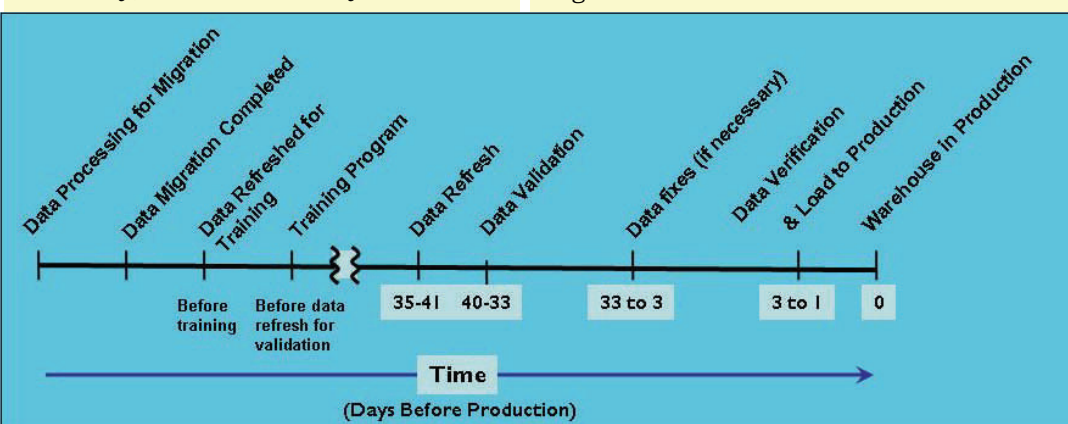 Data Processing for Migration
Data Migration Completed
Data Refreshed for
Training
Training Program
Data Refresh
Data Validation
Data fixes (if necessary)
Data Verification
& Load to Production
Warehouse in Production
Before
training
Before data
refresh for
validation
35-41
40-33
33 to 3
3 to 1
0
Time
(Days Before Production)